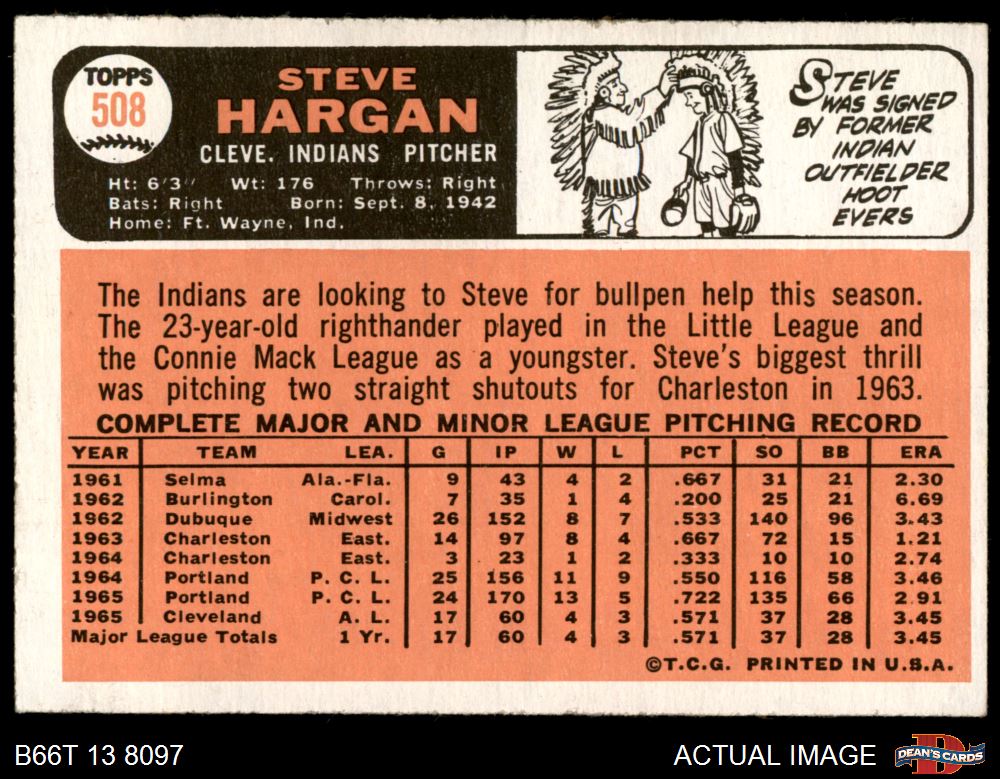 TOPPS
508
STEVE
HARGAN
CLEVE. INDIANS PITCHER
Ht: 6'3" Wt: 176 Throws: Right
Bats: Right Born: Sept. 8, 1942
Home: Ft. Wayne, Ind.
STEVE
WAS SIGNED
BY FORMER
INDIAN
OUTFIELDER
HOOT
EVERS
The Indians are looking to Steve for bullpen help this season.
The 23-year-old righthander played in the Little League and
the Connie Mack League as a youngster. Steve's biggest thrill
was pitching two straight shutouts for Charleston in 1963.
COMPLETE MAJOR AND MINOR LEAGUE PITCHING RECORD
YEAR TEAM LEA. G IP W L PCT SO BB ERA
1961 Selma Ala.-Fla. 9 43 4 2 .667 31 21 2.30
1962 Burlington Carol. 7 35 1 4 .200 25 21 6.69
1962 Dubuque Midwest 26 152 8 7 .533 140 96 3.43
1963 Charleston East. 14 97 8 4 .667 72 15 1.21
1964 Charleston East. 3 23 1 2 .333 10 10 2.74
1964 Portland P. C. L. 25 156 11 9 .550 116 58 3.46
1965 Portland P. C. L. 24 170 13 5 .722 135 66 2.91
1965 Cleveland A. L. 17 60 4 3 .571 37 28 3.45
Major League Totals 1 Yr. 17 60 4 3 .571 37 28 3.45
©T.C.G. PRINTED IN U.S.A.
B66T 13 8097 ACTUAL IMAGE
DEAN'S CARDS